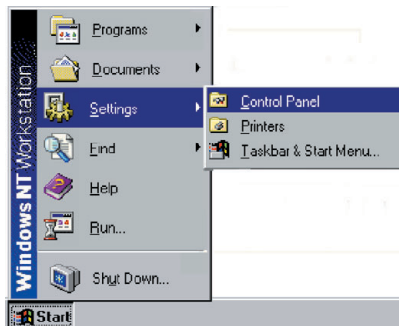 Programs
Documents
Settings
Find
Help
Run...
Shut Down...
Control Panel
Printers
Taskbar & Start Menu...
Windows NT Workstation
Start